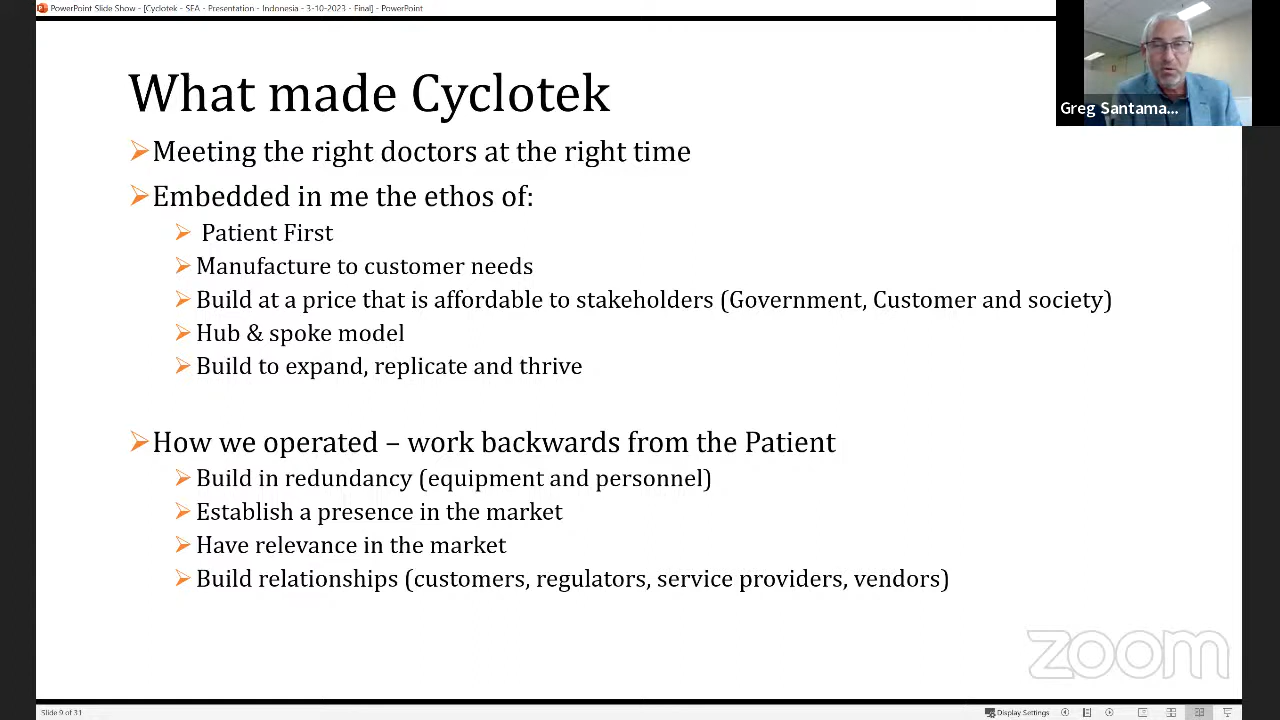 PowerPoint Slide Show - [Cyclotek - SFA - Presentation - Indonesia - 3-10-2023 - Final] - PowerPoint
Greg Santama...
What made Cyclotek
Meeting the right doctors at the right time
Embedded in me the ethos of:
Patient First
Manufacture to customer needs
Build at a price that is affordable to stakeholders (Government, Customer and society)
Hub & spoke model
Build to expand, replicate and thrive
How we operated – work backwards from the Patient
Build in redundancy (equipment and personnel)
Establish a presence in the market
Have relevance in the market
Build relationships (customers, regulators, service providers, vendors)
zoom
Slide 9 of 31
Display Settings